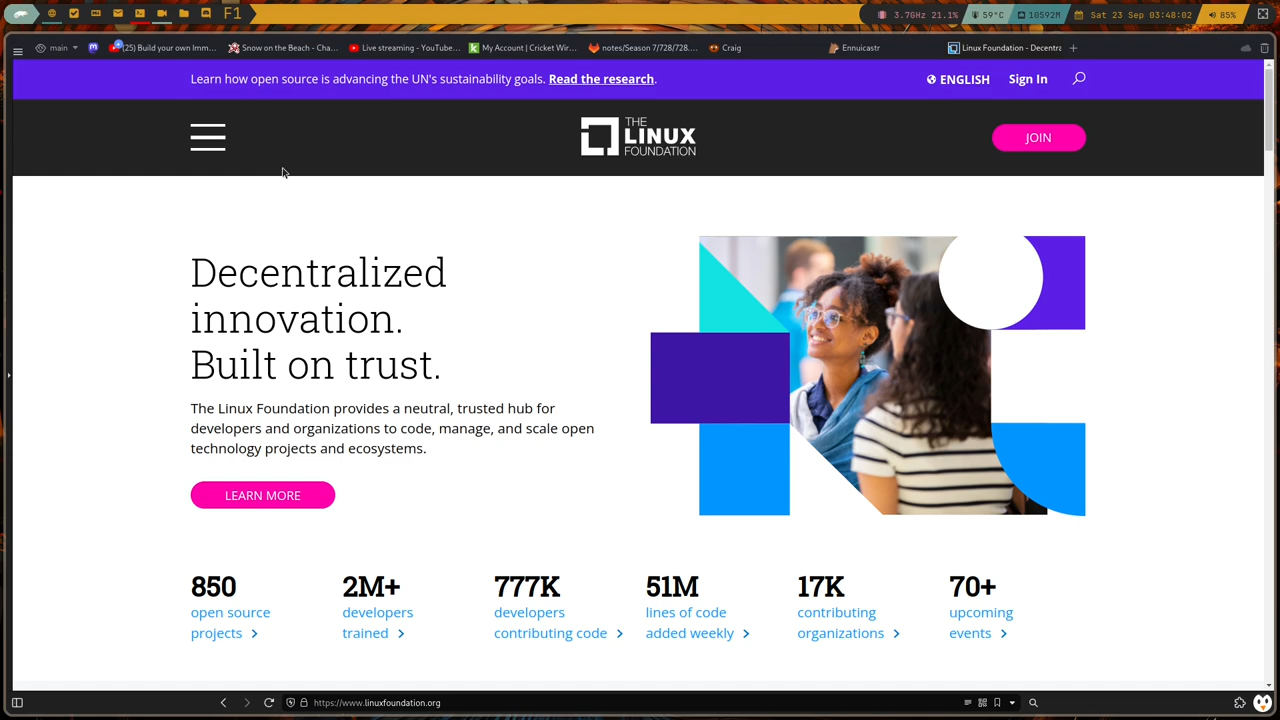 F1
3.7GHz 21.1%
59°C
10592M
Sat 23 Sep 03:48:02
85%
main
(25) Build your own Imm...
Snow on the Beach - Cha...
Live streaming - YouTube...
My Account | Cricket Wir...
notes/Season 7/728/728....
Craig
Ennuicastr
Linux Foundation - Decentra
Learn how open source is advancing the UN's sustainability goals. Read the research.
ENGLISH
Sign In
THE
LINUX
FOUNDATION
JOIN
Decentralized
innovation.
Built on trust.
The Linux Foundation provides a neutral, trusted hub for
developers and organizations to code, manage, and scale open
technology projects and ecosystems.
LEARN MORE
850
open source
projects
2M+
developers
trained
777K
developers
contributing code
51M
lines of code
added weekly
17K
contributing
organizations
70+
upcoming
events
https://www.linuxfoundation.org